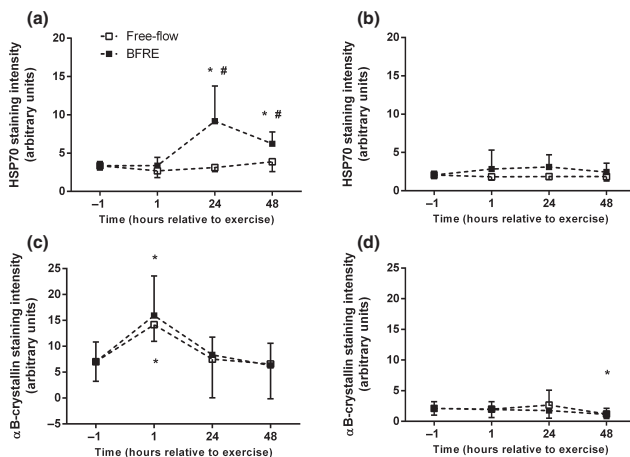 (a)
Free-flow
BFRE
HSP70 staining intensity
(arbitrary units)
20
15
10
5
0
* #
* #
–1 1 24 48
Time (hours relative to exercise)
(b)
HSP70 staining intensity
(arbitrary units)
20
15
10
5
0
–1 1 24 48
Time (hours relative to exercise)
(c)
αB-crystallin staining intensity
(arbitrary units)
25
20
15
10
5
0
–5
*
*
–1 1 24 48
Time (hours relative to exercise)
(d)
αB-crystallin staining intensity
(arbitrary units)
25
20
15
10
5
0
*
–1 1 24 48
Time (hours relative to exercise)